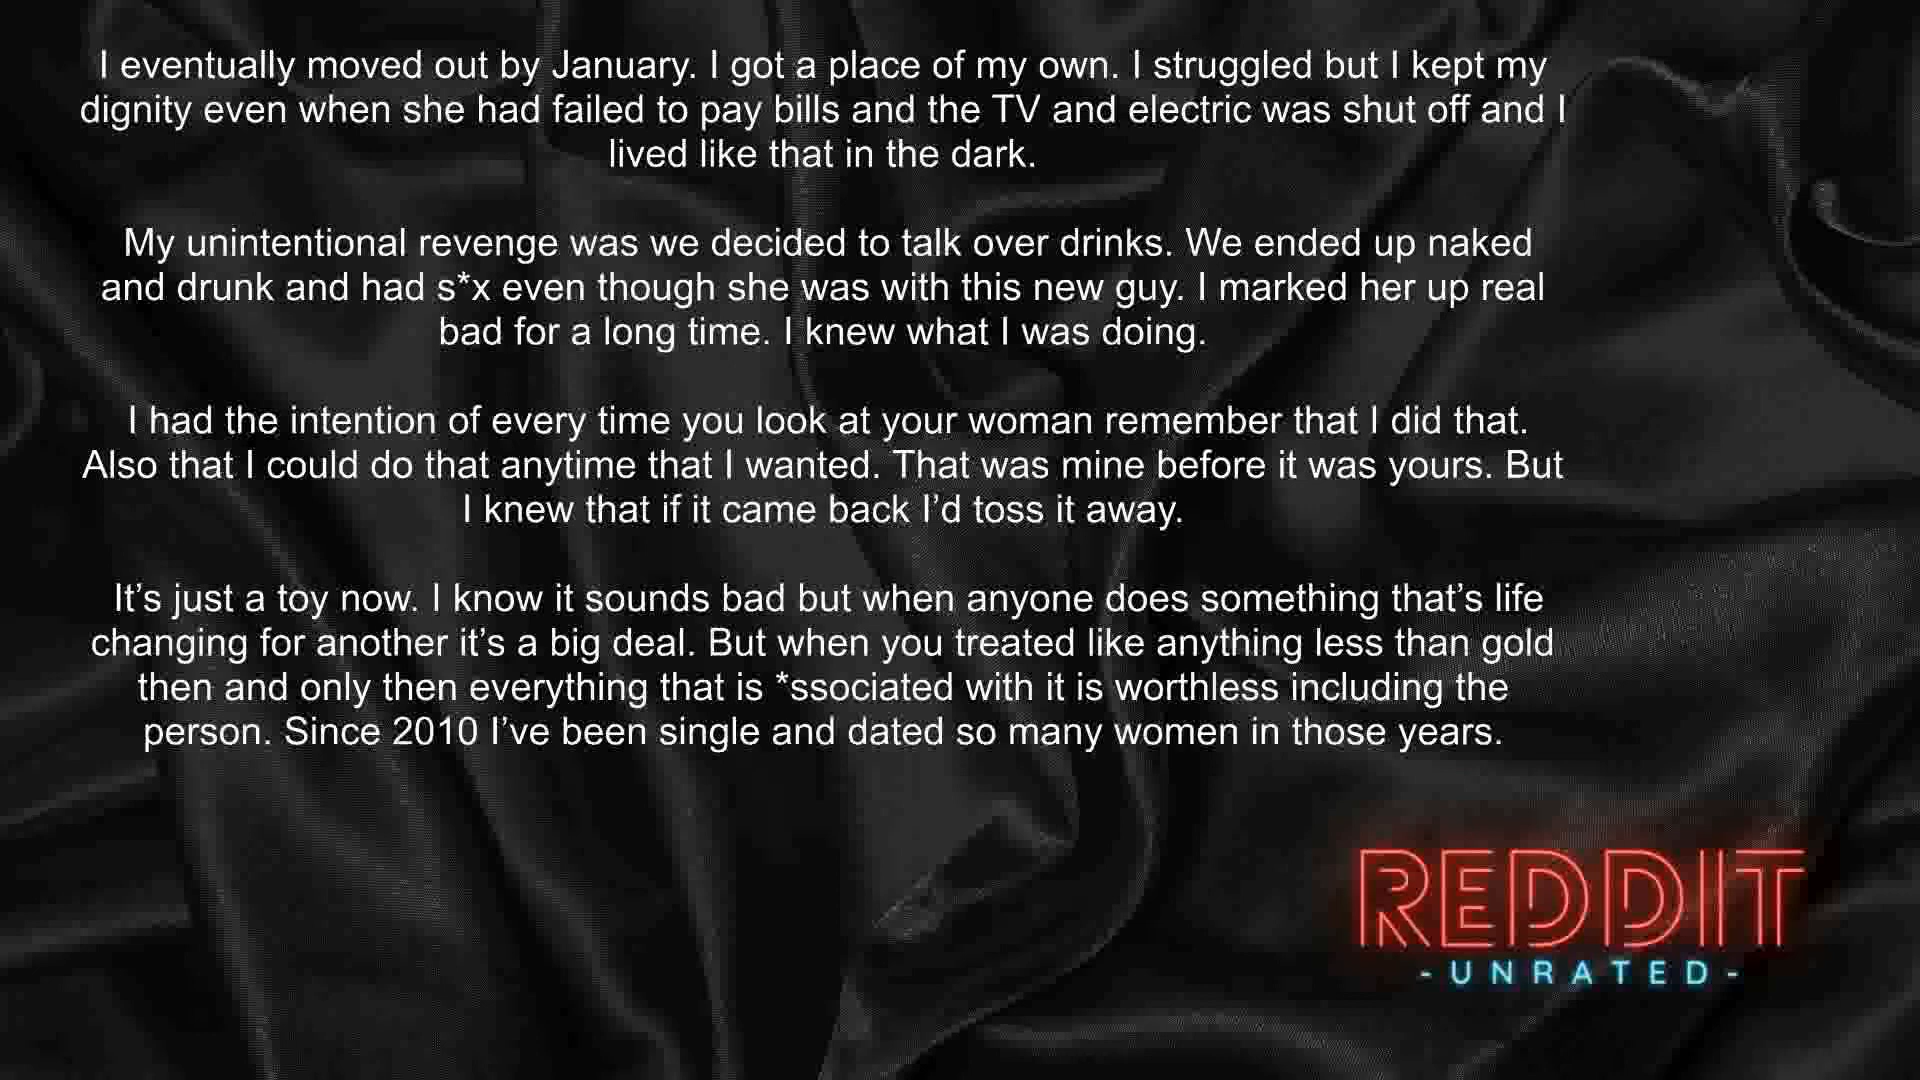 I eventually moved out by January. I got a place of my own. I struggled but I kept my
dignity even when she had failed to pay bills and the TV and electric was shut off and I
lived like that in the dark.
My unintentional revenge was we decided to talk over drinks. We ended up naked
and drunk and had s*x even though she was with this new guy. I marked her up real
bad for a long time. I knew what I was doing.
I had the intention of every time you look at your woman remember that I did that.
Also that I could do that anytime that I wanted. That was mine before it was yours. But
I knew that if it came back I’d toss it away.
It’s just a toy now. I know it sounds bad but when anyone does something that’s life
changing for another it’s a big deal. But when you treated like anything less than gold
then and only then everything that is *ssociated with it is worthless including the
person. Since 2010 I’ve been single and dated so many women in those years.
REDDIT
-UNRATED-